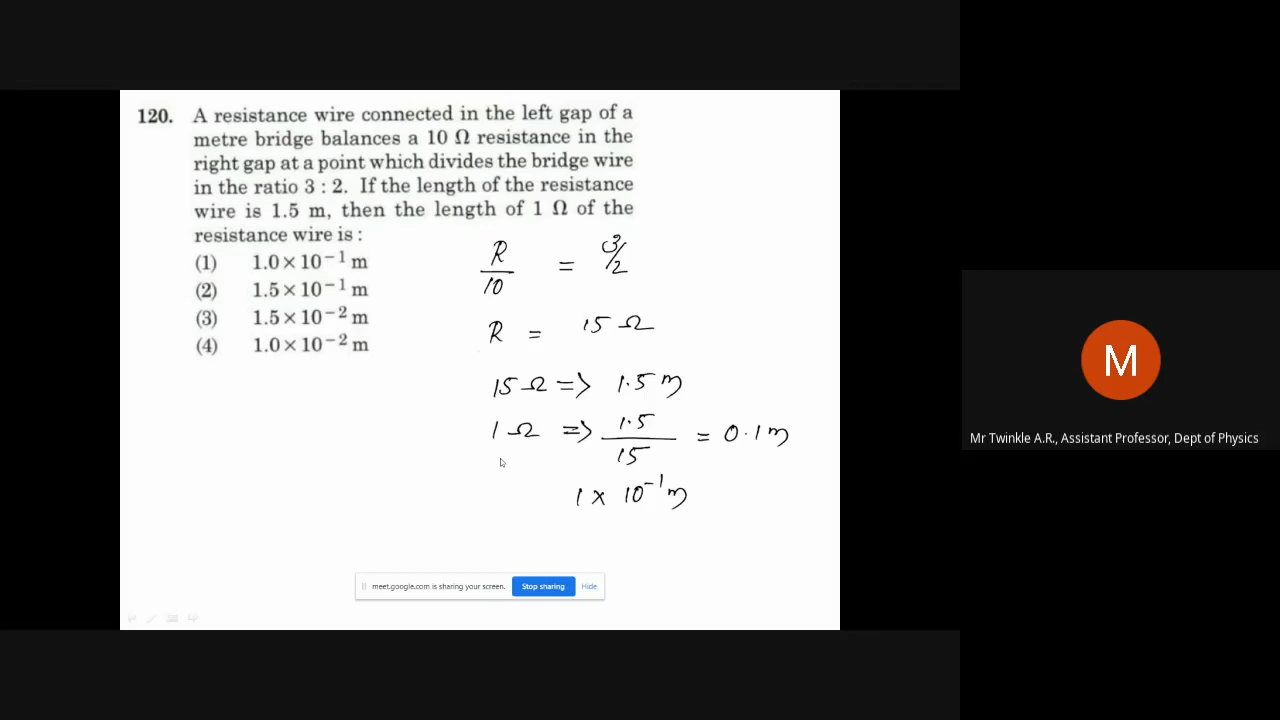 120. A resistance wire connected in the left gap of a
metre bridge balances a 10 Ω resistance in the
right gap at a point which divides the bridge wire
in the ratio 3 : 2. If the length of the resistance
wire is 1.5 m, then the length of 1 Ω of the
resistance wire is :
(1) 1.0 × 10⁻¹ m
(2) 1.5 × 10⁻¹ m
(3) 1.5 × 10⁻² m
(4) 1.0 × 10⁻² m
R/10 = 3/2
R = 15 Ω
15 Ω => 1.5 m
1 Ω => 1.5/15 = 0.1 m
1 × 10⁻¹ m
meet.google.com is sharing your screen. Stop sharing Hide
M
Mr Twinkle A.R., Assistant Professor, Dept of Physics